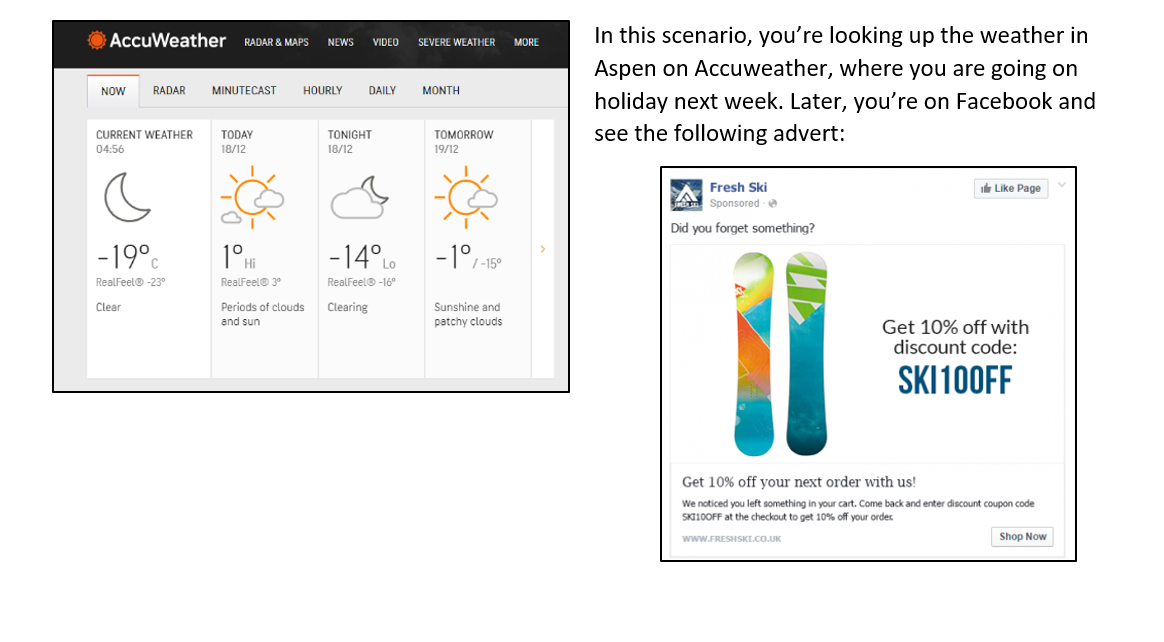 AccuWeather RADAR & MAPS NEWS VIDEO SEVERE WEATHER MORE
NOW RADAR MINUTECAST HOURLY DAILY MONTH
CURRENT WEATHER
04:56
-19° C
RealFeel® -23°
Clear
TODAY
18/12
1° Hi
RealFeel® 3°
Periods of clouds
and sun
TONIGHT
18/12
-14° Lo
RealFeel® -16°
Clearing
TOMORROW
19/12
-1° / -15°
Sunshine and
patchy clouds
In this scenario, you’re looking up the weather in
Aspen on Accuweather, where you are going on
holiday next week. Later, you’re on Facebook and
see the following advert:
FRESH SKI
Fresh Ski
Sponsored ·
Like Page
Did you forget something?
Get 10% off with
discount code:
SKI10OFF
Get 10% off your next order with us!
We noticed you left something in your cart. Come back and enter discount coupon code
SKI10OFF at the checkout to get 10% off your order.
WWW.FRESHSKI.CO.UK
Shop Now